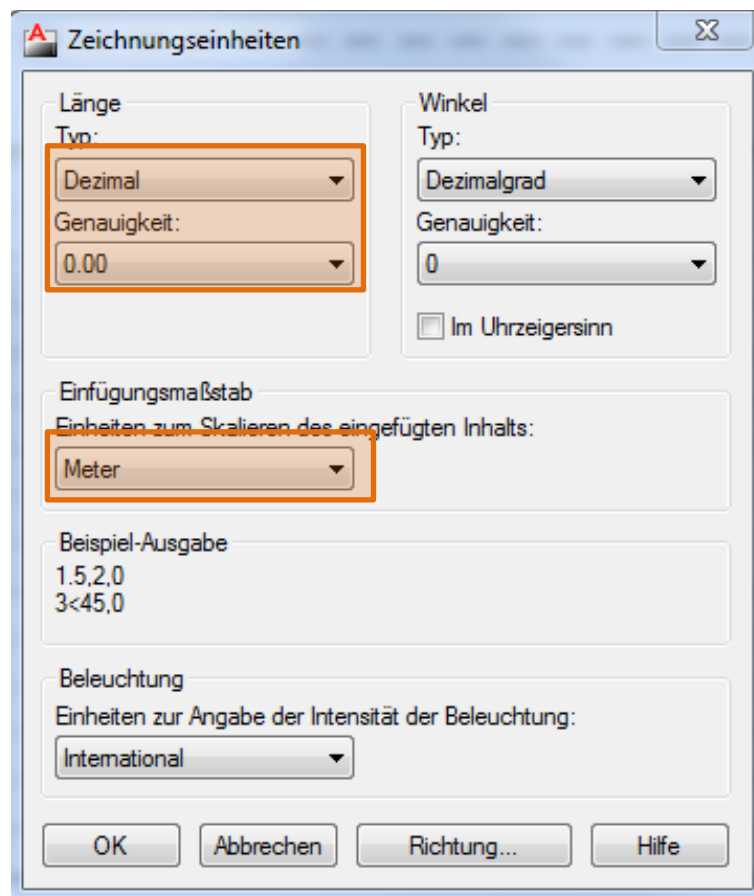 Zeichnungseinheiten
Länge
Typ:
Dezimal
Genauigkeit:
0.00
Winkel
Typ:
Dezimalgrad
Genauigkeit:
0
Im Uhrzeigersinn
Einfügungsmaßstab
Einheiten zum Skalieren des eingefügten Inhalts:
Meter
Beispiel-Ausgabe
1.5,2,0
3<45,0
Beleuchtung
Einheiten zur Angabe der Intensität der Beleuchtung:
International
OK Abbrechen Richtung... Hilfe